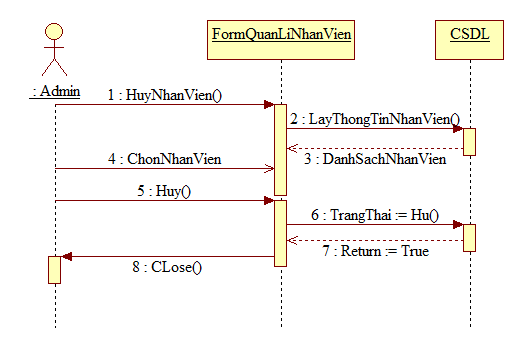 FormQuanLiNhanVien
CSDL
: Admin
1 : HuyNhanVien()
2 : LayThongTinNhanVien()
3 : DanhSachNhanVien
4 : ChonNhanVien
5 : Huy()
6 : TrangThai := Hu()
7 : Return := True
8 : CLose()